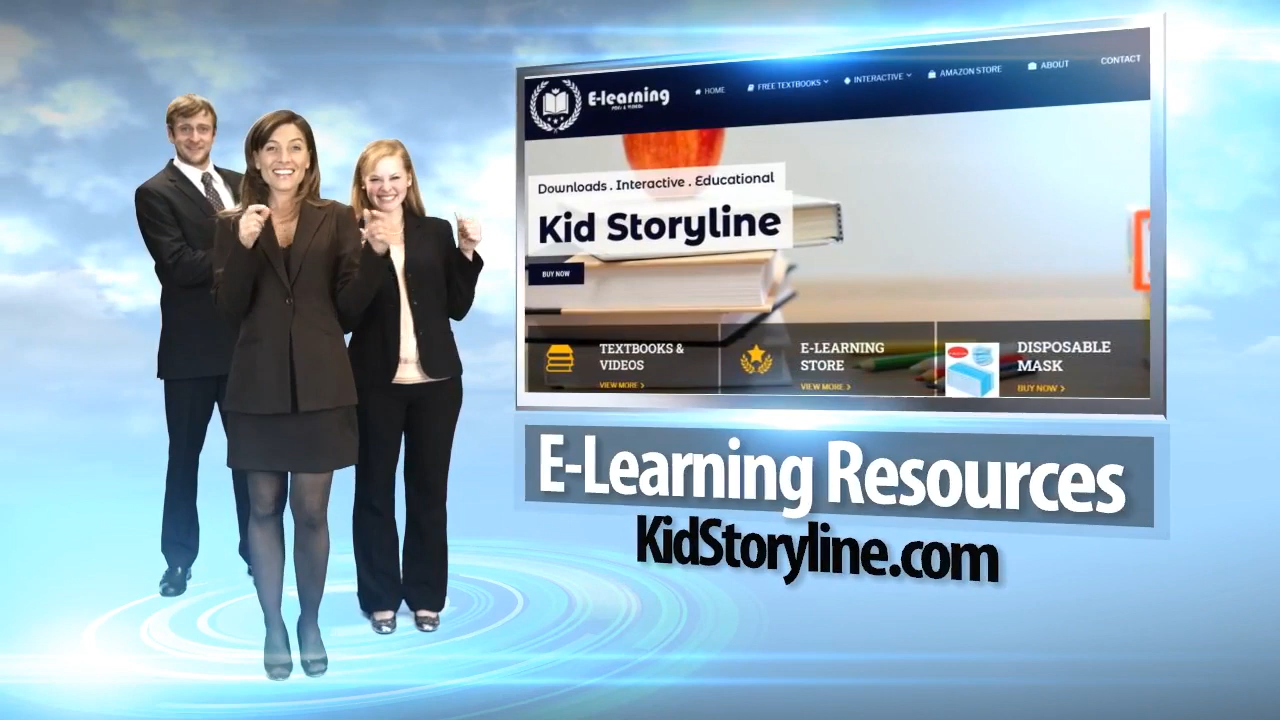 E-learning
HOME
FREE TEXTBOOKS
INTERACTIVE
AMAZON STORE
ABOUT
CONTACT
Downloads . Interactive . Educational
Kid Storyline
BUY NOW
TEXTBOOKS &
VIDEOS
VIEW MORE >
E-LEARNING
STORE
VIEW MORE >
DISPOSABLE
MASK
BUY NOW >
E-Learning Resources
KidStoryline.com